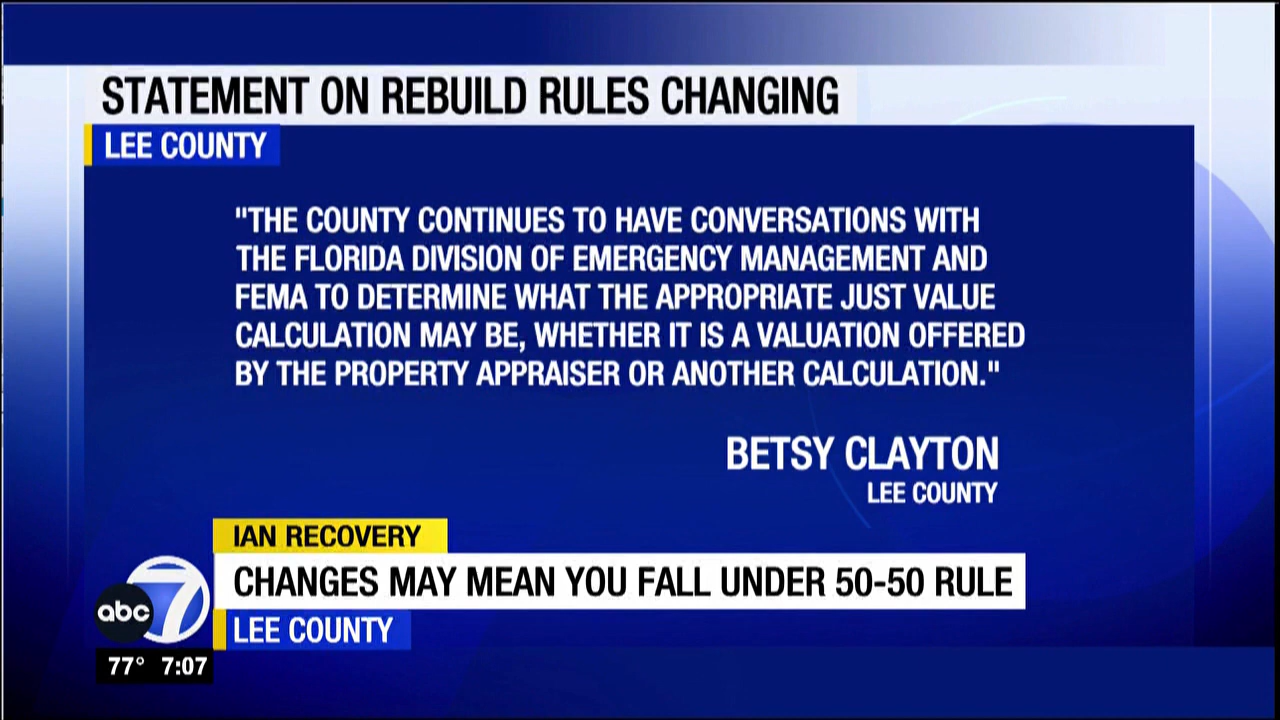 STATEMENT ON REBUILD RULES CHANGING
LEE COUNTY
"THE COUNTY CONTINUES TO HAVE CONVERSATIONS WITH
THE FLORIDA DIVISION OF EMERGENCY MANAGEMENT AND
FEMA TO DETERMINE WHAT THE APPROPRIATE JUST VALUE
CALCULATION MAY BE, WHETHER IT IS A VALUATION OFFERED
BY THE PROPERTY APPRAISER OR ANOTHER CALCULATION."
BETSY CLAYTON
LEE COUNTY
IAN RECOVERY
CHANGES MAY MEAN YOU FALL UNDER 50-50 RULE
LEE COUNTY
abc 7
77° 7:07